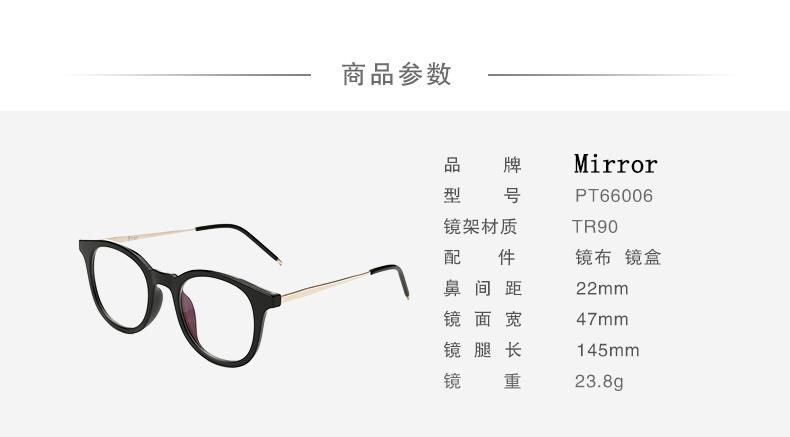 商品参数
品牌 Mirror
型号 PT66006
镜架材质 TR90
配件 镜布 镜盒
鼻间距 22mm
镜面宽 47mm
镜腿长 145mm
镜重 23.8g